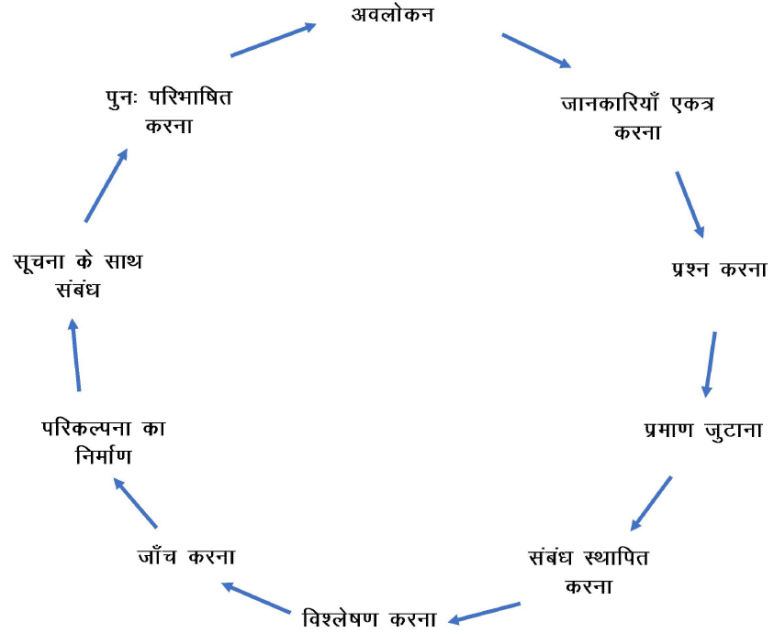 अवलोकन
जानकारियाँ एकत्र
करना
प्रश्न करना
प्रमाण जुटाना
संबंध स्थापित
करना
विश्लेषण करना
जाँच करना
परिकल्पना का
निर्माण
सूचना के साथ
संबंध
पुनः परिभाषित
करना